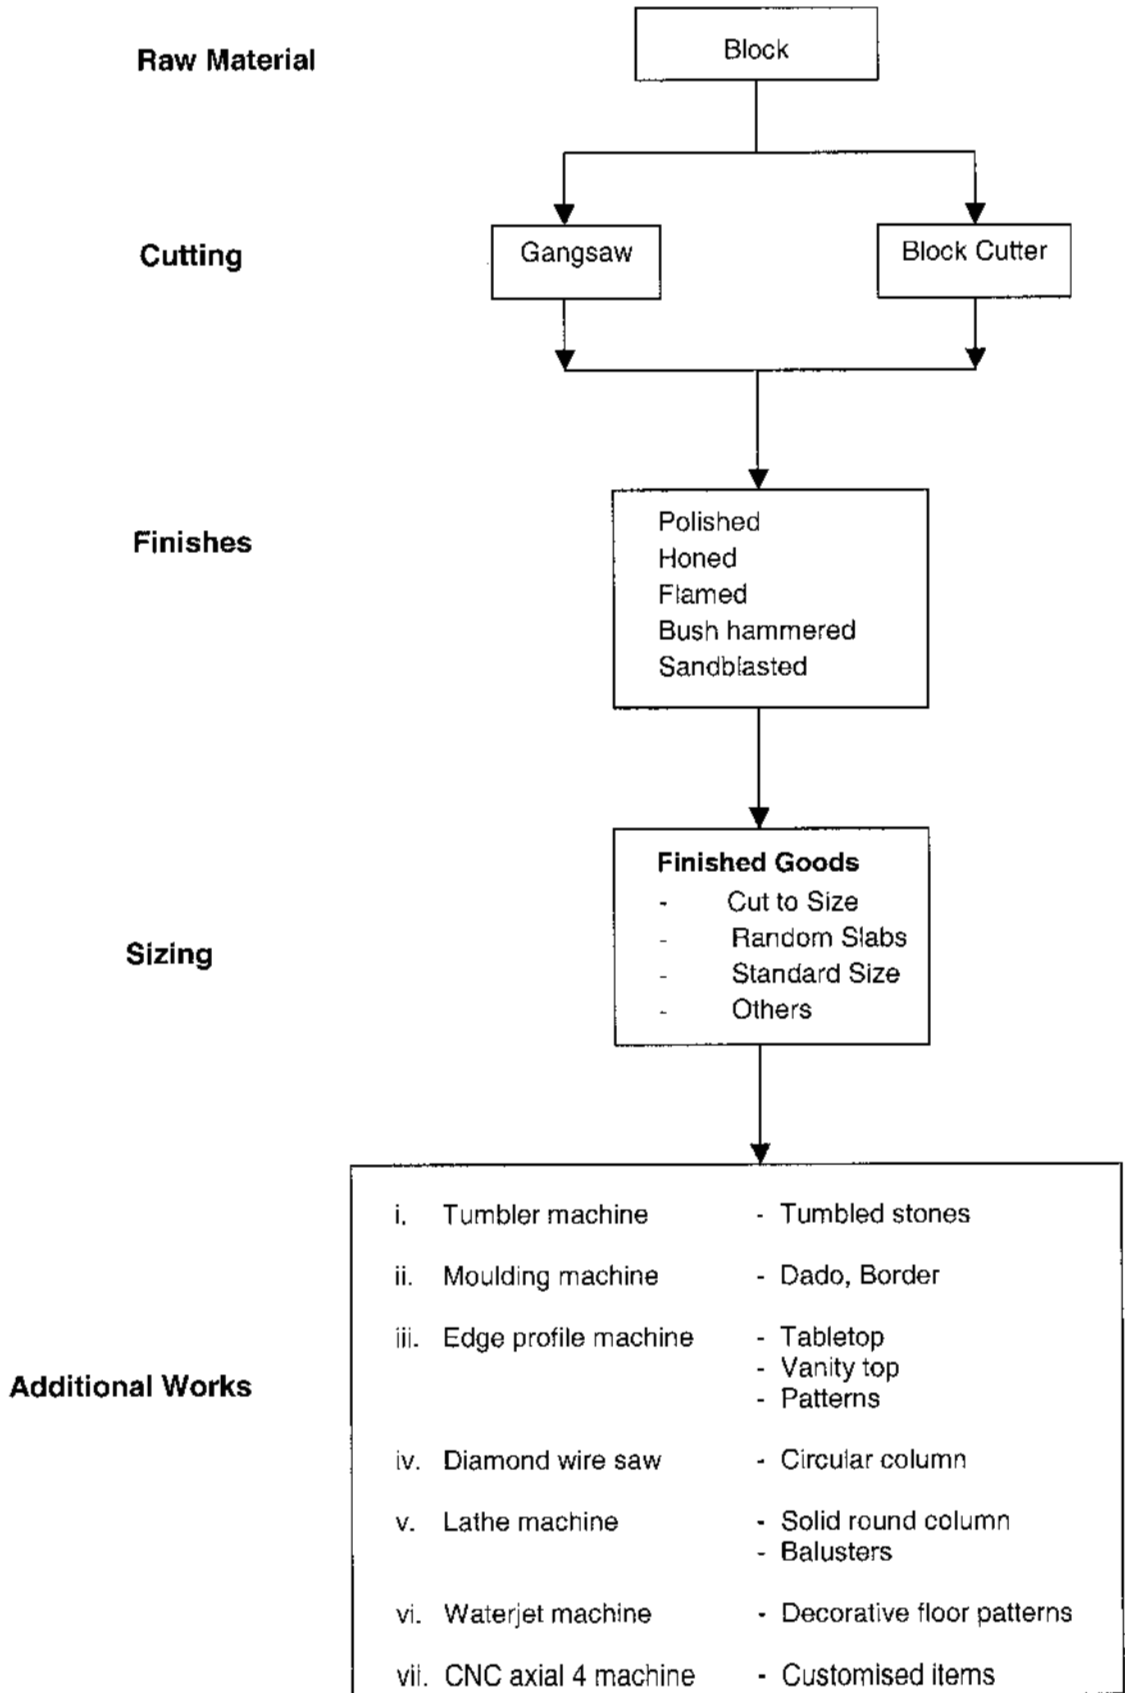 Raw Material
Block
Cutting
Gangsaw
Block Cutter
Finishes
Polished
Honed
Flamed
Bush hammered
Sandblasted
Sizing
Finished Goods
- Cut to Size
- Random Slabs
- Standard Size
- Others
Additional Works
i. Tumbler machine - Tumbled stones
ii. Moulding machine - Dado, Border
iii. Edge profile machine - Tabletop
- Vanity top
- Patterns
iv. Diamond wire saw - Circular column
v. Lathe machine - Solid round column
- Balusters
vi. Waterjet machine - Decorative floor patterns
vii. CNC axial 4 machine - Customised items